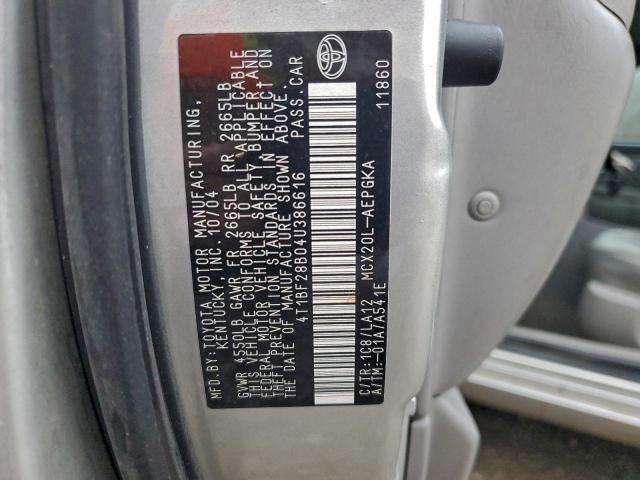 MFD. BY: TOYOTA MOTOR MANUFACTURING,
KENTUCKY, INC. 10/04
GVWR 4550LB GAWR FR 2665LB RR 2665LB
THIS VEHICLE CONFORMS TO ALL APPLICABLE
FEDERAL MOTOR VEHICLE SAFETY, BUMPER, AND
THEFT PREVENTION STANDARDS IN EFFECT ON
THE DATE OF MANUFACTURE SHOWN ABOVE.
4T1BF28B04U386616 PASS. CAR
C/TR-1C8/LA12 MCX20L-AEPGKA
A/TM-01A/A541E 11860